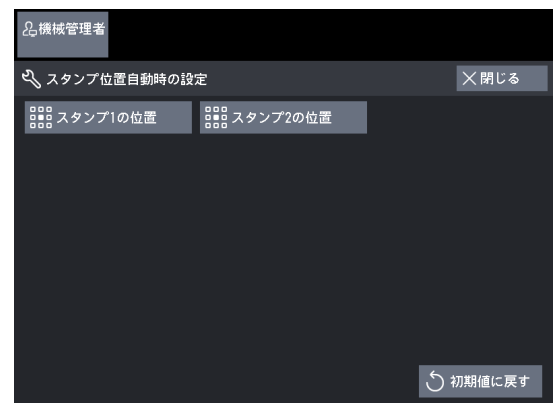 機械管理者
スタンプ位置自動時の設定
閉じる
スタンプ1の位置
スタンプ2の位置
初期値に戻す